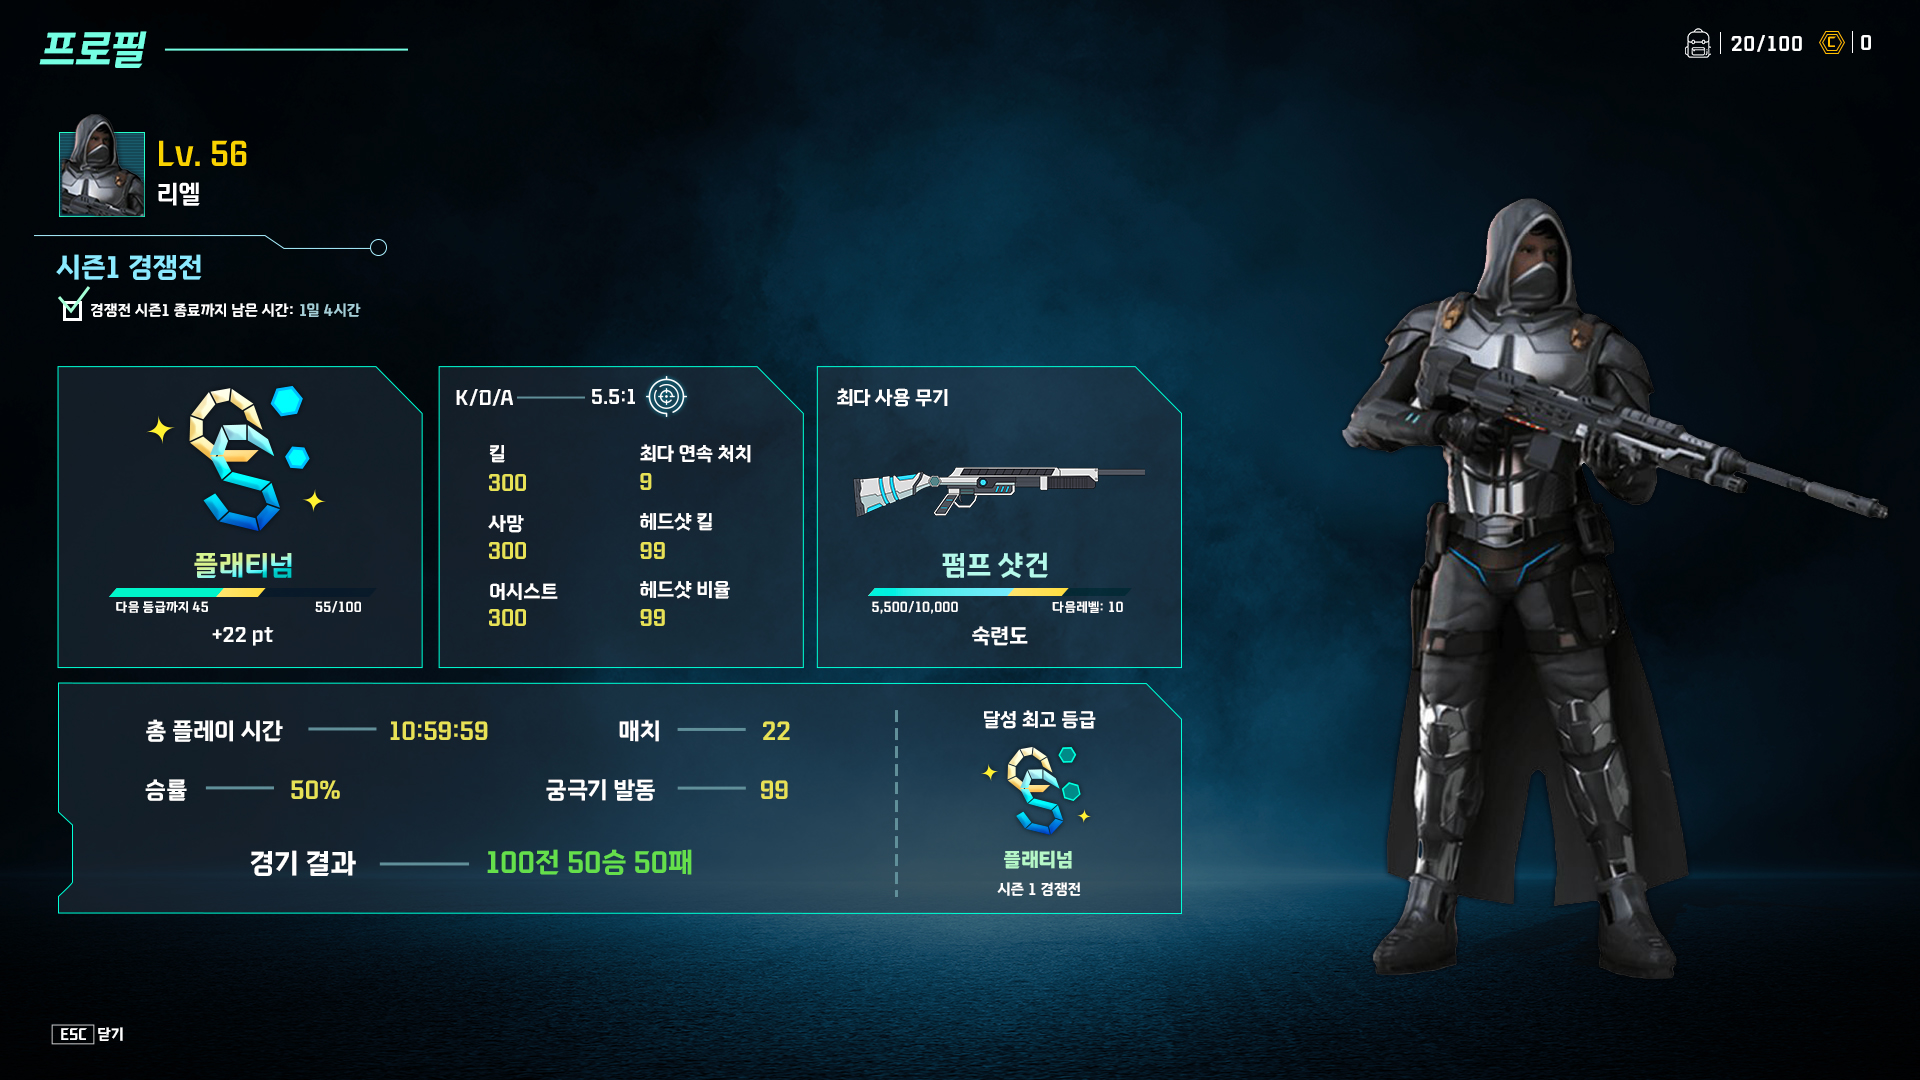 프로필
20/100
0
Lv. 56
리엘
시즌1 경쟁전
경쟁전 시즌1 종료까지 남은 시간: 1일 4시간
플래티넘
다음 등급까지 45 55/100
+22 pt
K/D/A 5.5:1
킬 최다 연속 처치
300 9
사망 헤드샷 킬
300 99
어시스트 헤드샷 비율
300 99
최다 사용 무기
펌프 샷건
5,500/10,000 다음레벨: 10
숙련도
총 플레이 시간 10:59:59 매치 22
승률 50% 궁극기 발동 99
경기 결과 100전 50승 50패
달성 최고 등급
플래티넘
시즌 1 경쟁전
ESC 닫기